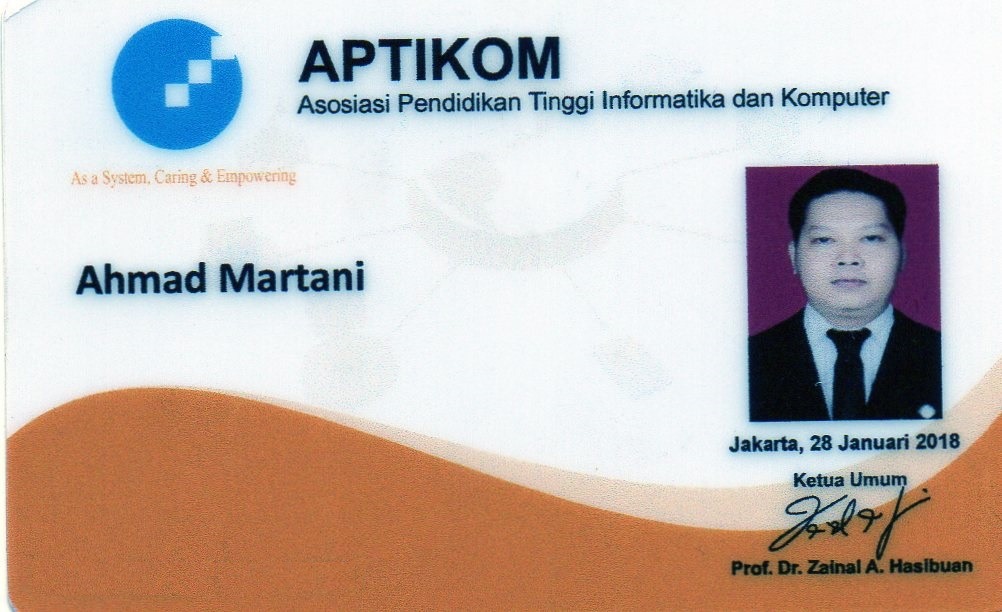 APTIKOM
Asosiasi Pendidikan Tinggi Informatika dan Komputer
As a System, Caring & Empowering
Ahmad Martani
Jakarta, 28 Januari 2018
Ketua Umum
Prof. Dr. Zainal A. Hasibuan